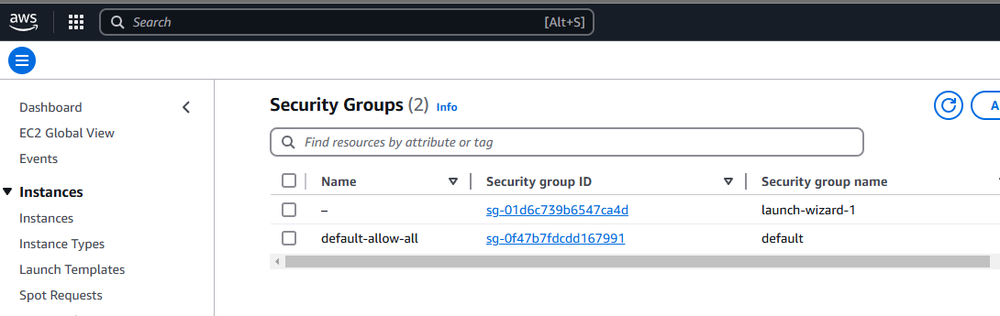 aws
Search [Alt+S]
Dashboard
EC2 Global View
Events
Instances
Instances
Instance Types
Launch Templates
Spot Requests
Security Groups (2) Info
A
Find resources by attribute or tag
Name Security group ID Security group name
– sg-01d6c739b6547ca4d launch-wizard-1
default-allow-all sg-0f47b7fdcdd167991 default